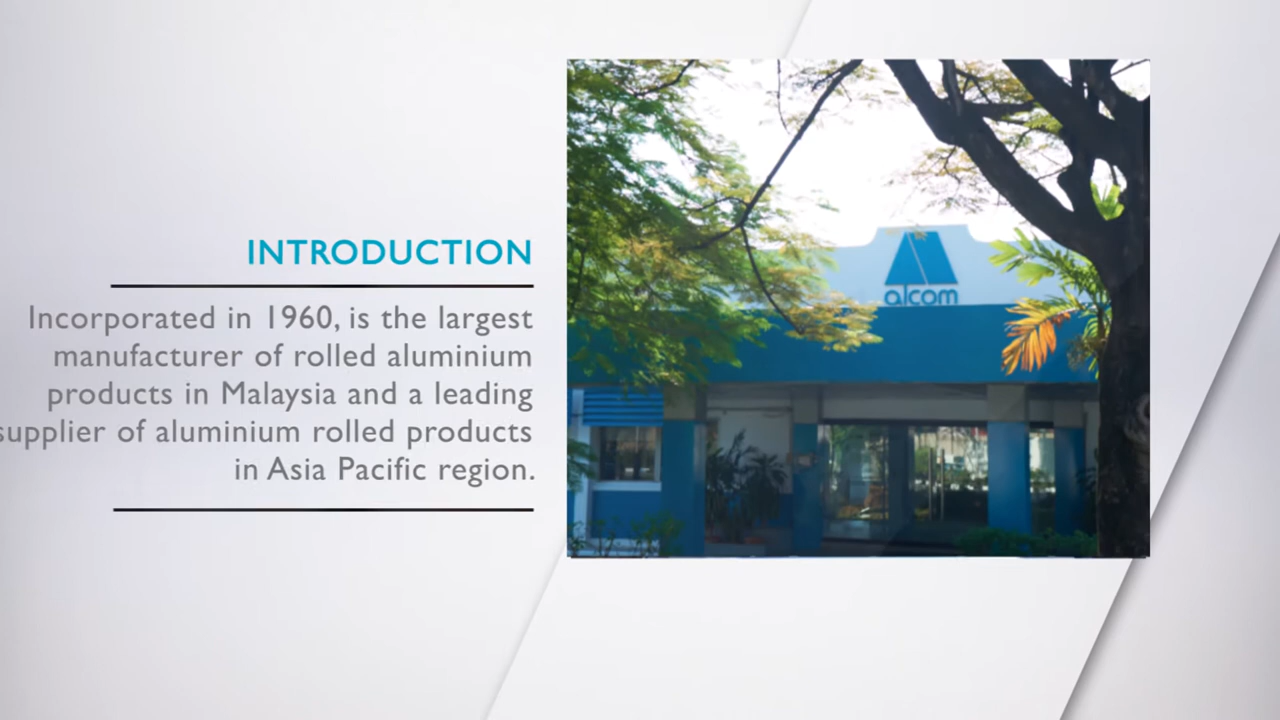 INTRODUCTION
Incorporated in 1960, is the largest
manufacturer of rolled aluminium
products in Malaysia and a leading
supplier of aluminium rolled products
in Asia Pacific region.
alcom